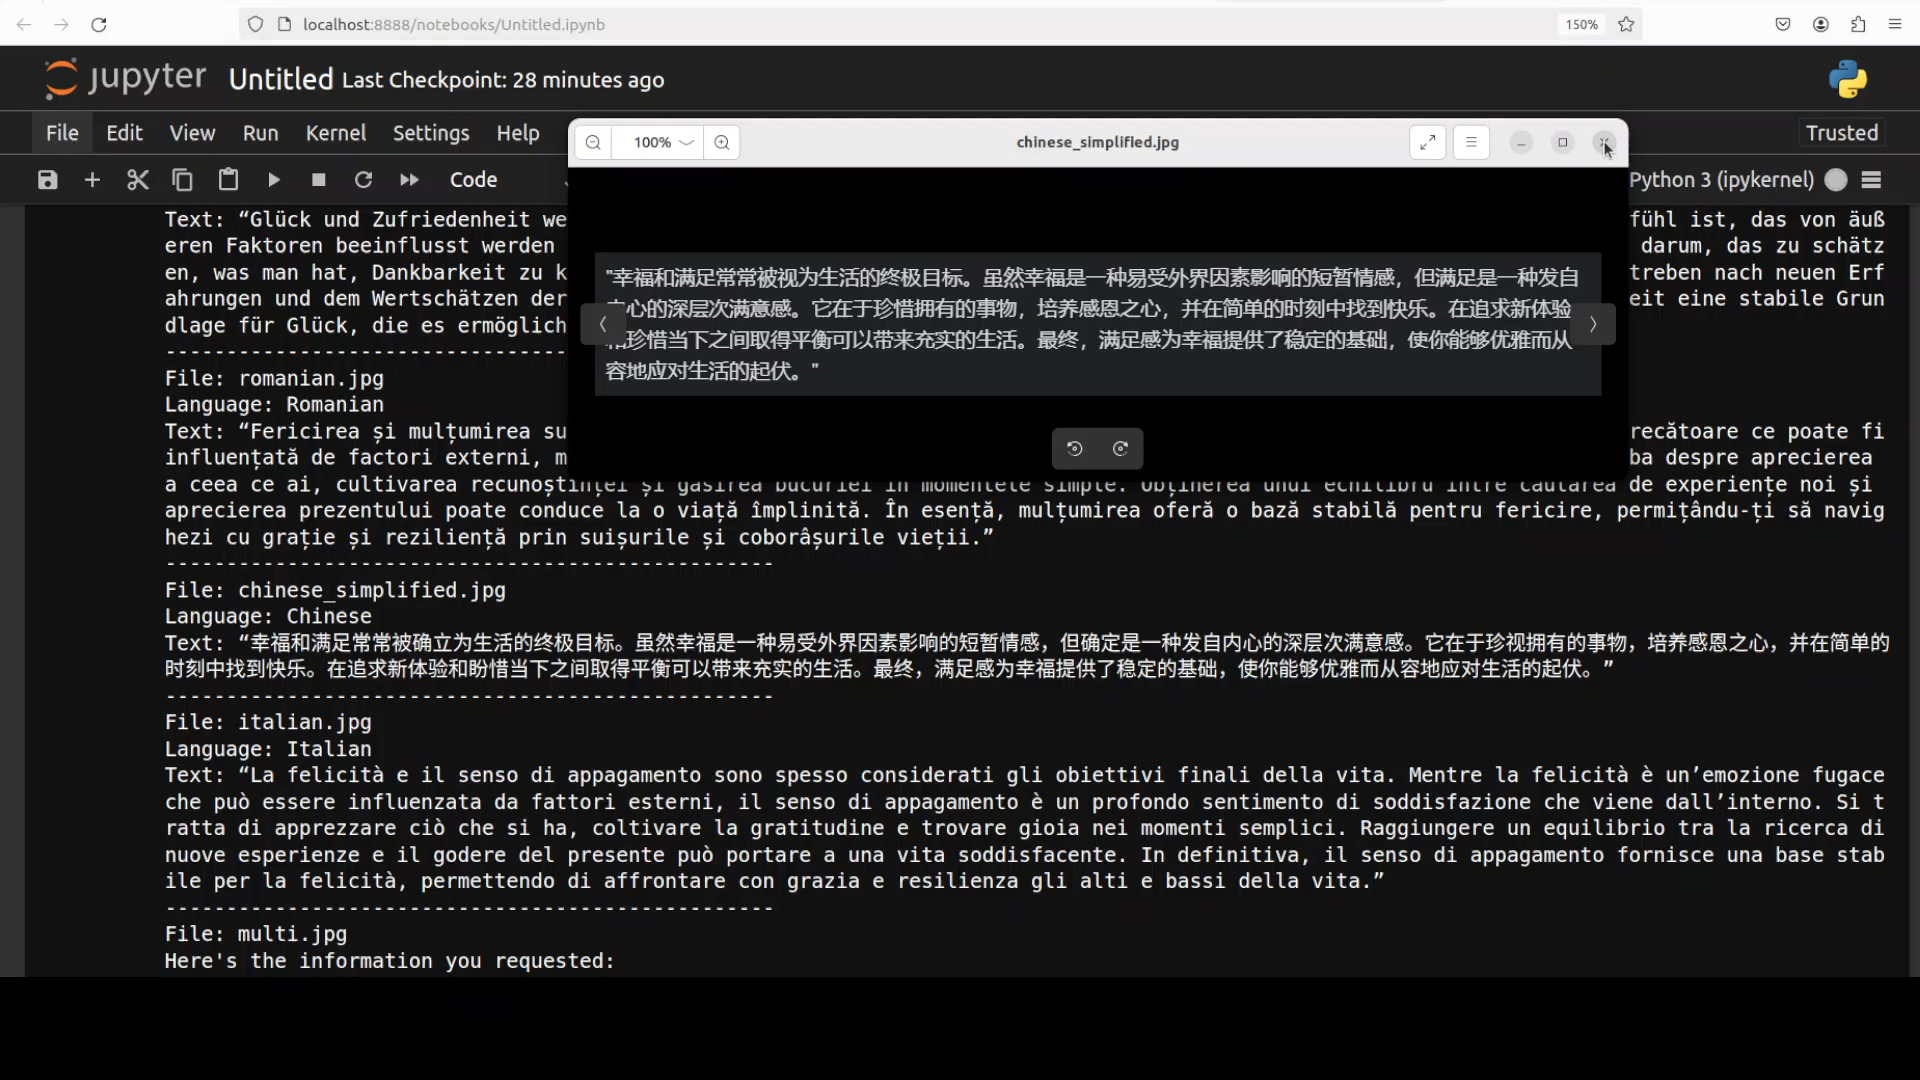 localhost:8888/notebooks/Untitled.ipynb
150%
jupyter Untitled Last Checkpoint: 28 minutes ago
File Edit View Run Kernel Settings Help
Trusted
100%
chinese_simplified.jpg
Code
Python 3 (ipykernel)
"幸福和满足常常被视为生活的终极目标。虽然幸福是一种易受外界因素影响的短暂情感，但满足是一种发自
心的深层次满意感。它在于珍惜拥有的事物，培养感恩之心，并在简单的时刻中找到快乐。在追求新体验
珍惜当下之间取得平衡可以带来充实的生活。最终，满足感为幸福提供了稳定的基础，使你能够优雅而从
容地应对生活的起伏。"
Text: “Glück und Zufriedenheit we fühl ist, das von äuß
eren Faktoren beeinflusst werden darum, das zu schätz
en, was man hat, Dankbarkeit zu k treben nach neuen Erf
ahrungen und dem Wertschätzen der eit eine stabile Grun
dlage für Glück, die es ermöglich
File: romanian.jpg
Language: Romanian
Text: “Fericirea și mulțumirea su recătoare ce poate fi
influențată de factori externi, m ba despre aprecierea
a ceea ce ai, cultivarea recunoștinței și găsirea bucuriei în momentele simple. Obținerea unui echilibru între căutarea de experiențe noi și
aprecierea prezentului poate conduce la o viață împlinită. În esență, mulțumirea oferă o bază stabilă pentru fericire, permițându-ți să navig
hezi cu grație și reziliență prin suișurile și coborâșurile vieții.”
File: chinese_simplified.jpg
Language: Chinese
Text: “幸福和满足常常被确立为生活的终极目标。虽然幸福是一种易受外界因素影响的短暂情感，但确定是一种发自内心的深层次满意感。它在于珍视拥有的事物，培养感恩之心，并在简单的
时刻中找到快乐。在追求新体验和盼惜当下之间取得平衡可以带来充实的生活。最终，满足感为幸福提供了稳定的基础，使你能够优雅而从容地应对生活的起伏。”
File: italian.jpg
Language: Italian
Text: “La felicità e il senso di appagamento sono spesso considerati gli obiettivi finali della vita. Mentre la felicità è un’emozione fugace
che può essere influenzata da fattori esterni, il senso di appagamento è un profondo sentimento di soddisfazione che viene dall’interno. Si t
ratta di apprezzare ciò che si ha, coltivare la gratitudine e trovare gioia nei momenti semplici. Raggiungere un equilibrio tra la ricerca di
nuove esperienze e il godere del presente può portare a una vita soddisfacente. In definitiva, il senso di appagamento fornisce una base stab
ile per la felicità, permettendo di affrontare con grazia e resilienza gli alti e bassi della vita.”
File: multi.jpg
Here's the information you requested: